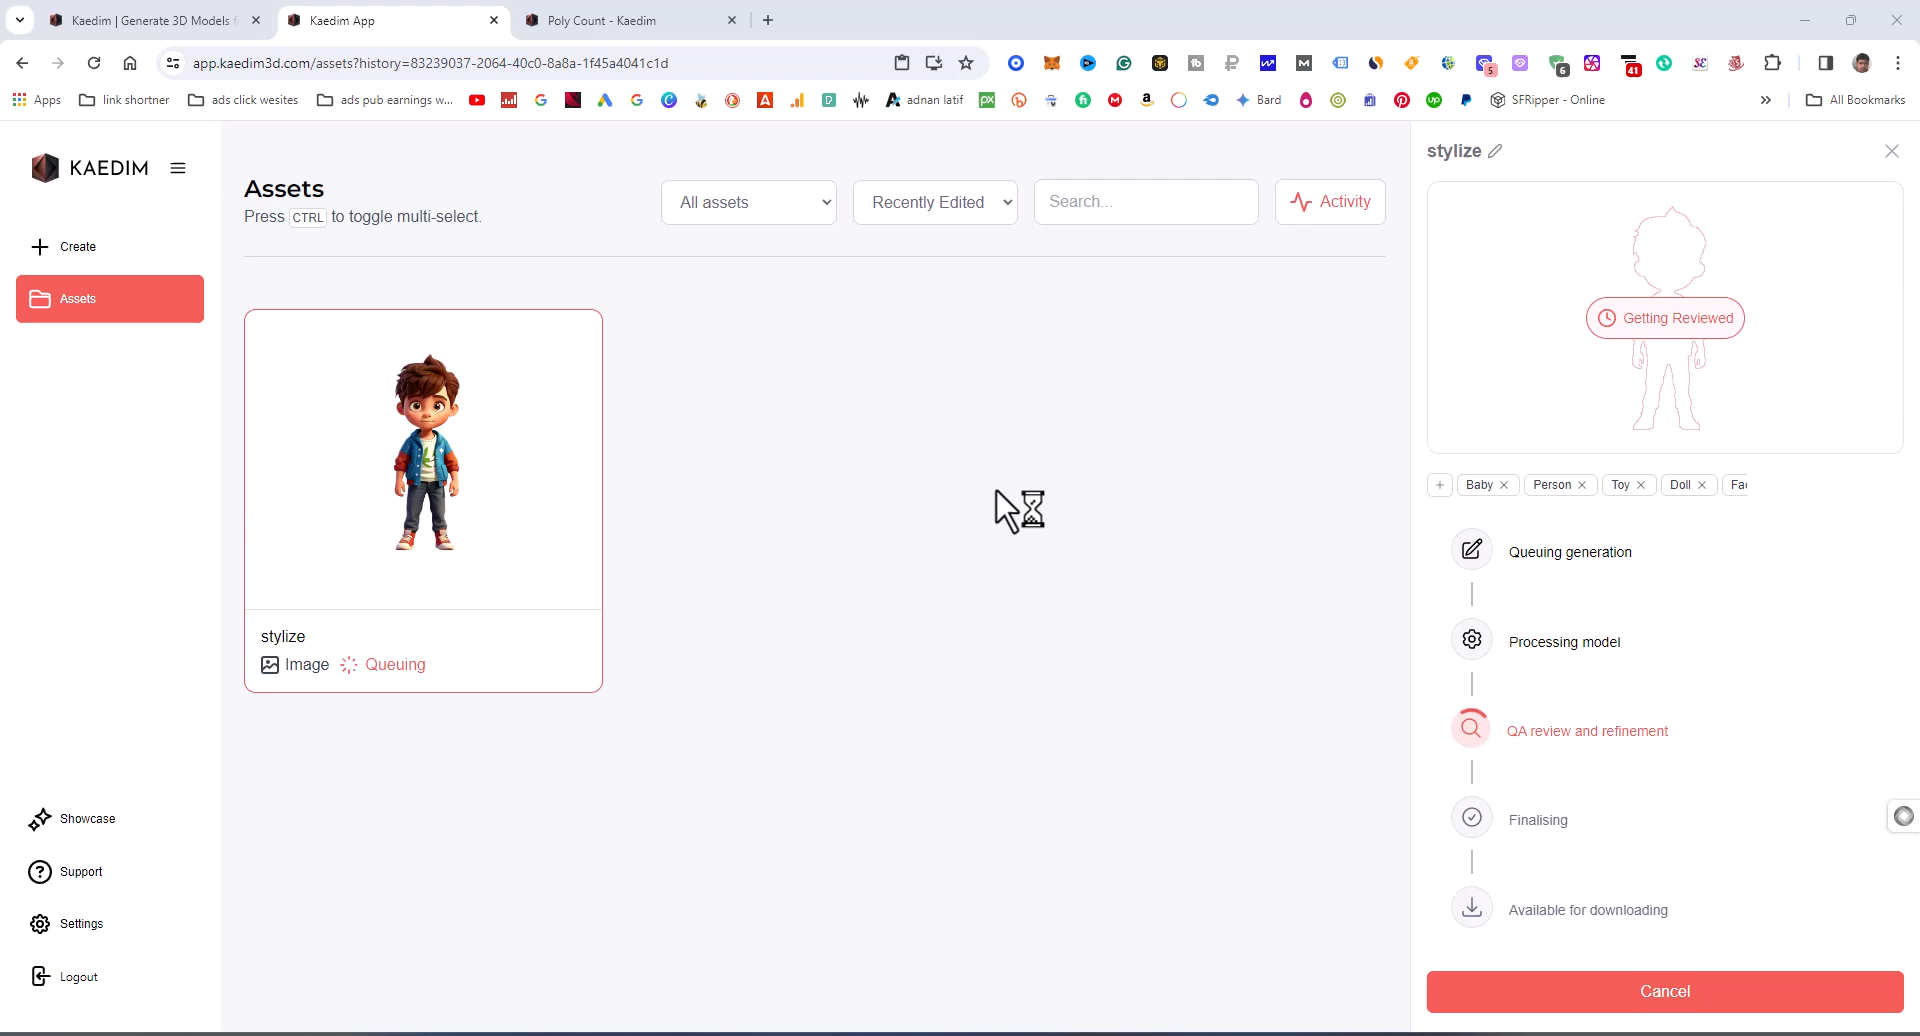 Kaedim | Generate 3D Models f
Kaedim App
Poly Count - Kaedim
app.kaedim3d.com/assets?history=83239037-2064-40c0-8a8a-1f45a4041c1d
5
6
41
Apps
link shortner
ads click wesites
ads pub earnings w...
adnan latif
Bard
SFRipper - Online
All Bookmarks
KAEDIM
Create
Assets
Showcase
Support
Settings
Logout
Assets
Press CTRL to toggle multi-select.
All assets
Recently Edited
Search...
Activity
stylize
Image
Queuing
stylize
Getting Reviewed
Baby
Person
Toy
Doll
Fac
Queuing generation
Processing model
QA review and refinement
Finalising
Available for downloading
Cancel